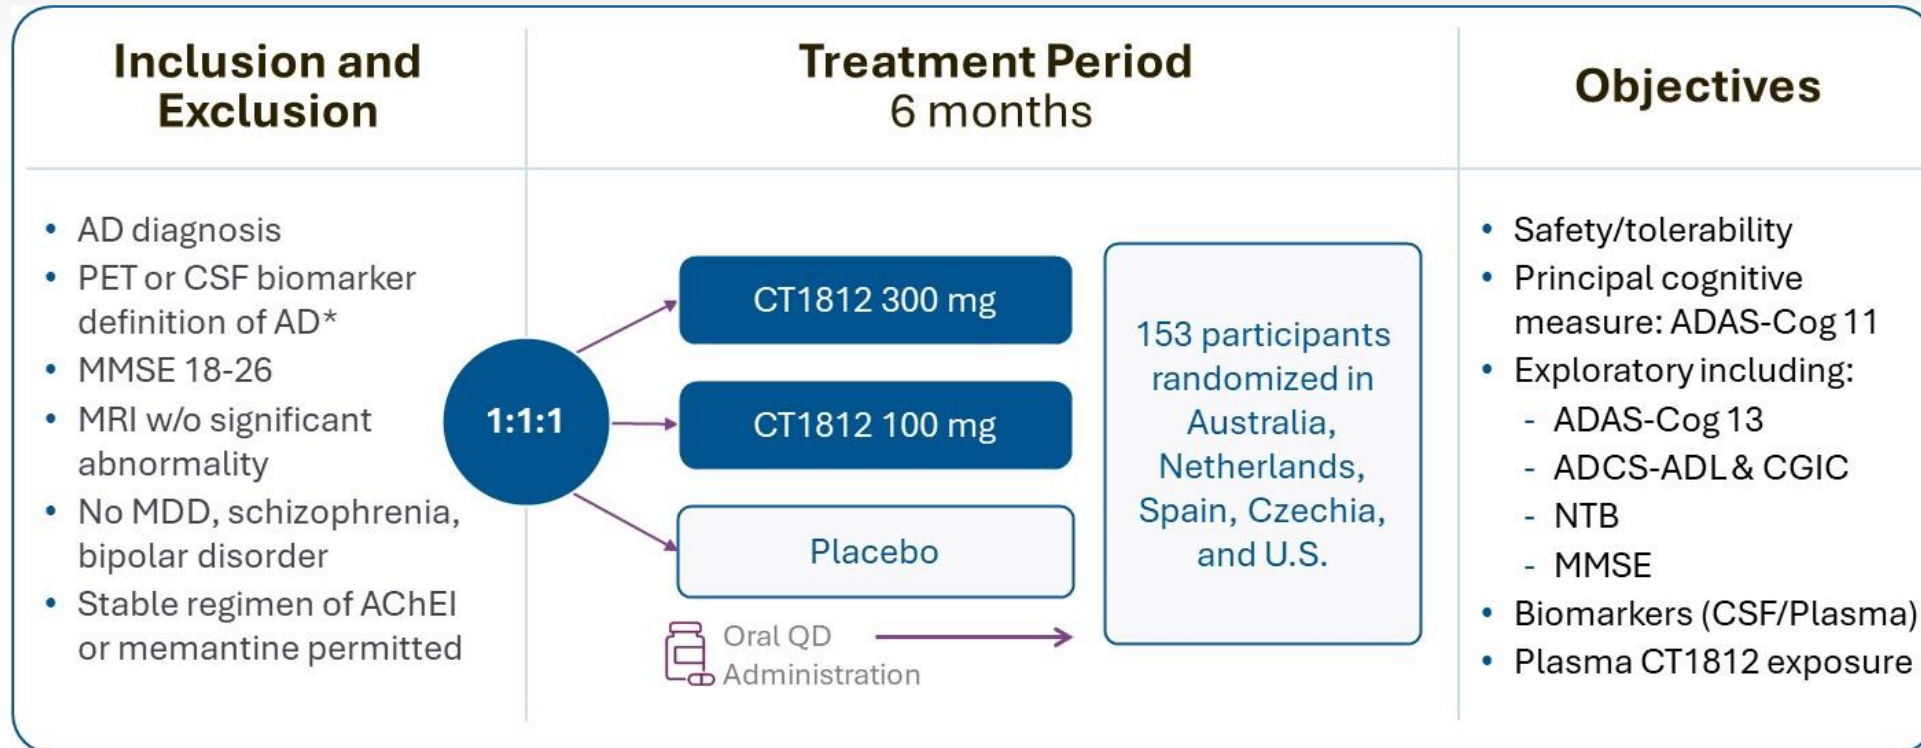 Inclusion and
Exclusion
Treatment Period
6 months
Objectives
• AD diagnosis
• PET or CSF biomarker
definition of AD*
• MMSE 18-26
• MRI w/o significant
abnormality
• No MDD, schizophrenia,
bipolar disorder
• Stable regimen of AChEI
or memantine permitted
1:1:1
CT1812 300 mg
CT1812 100 mg
Placebo
Oral QD
Administration
153 participants
randomized in
Australia,
Netherlands,
Spain, Czechia,
and U.S.
• Safety/tolerability
• Principal cognitive
measure: ADAS-Cog 11
• Exploratory including:
- ADAS-Cog 13
- ADCS-ADL & CGIC
- NTB
- MMSE
• Biomarkers (CSF/Plasma)
• Plasma CT1812 exposure